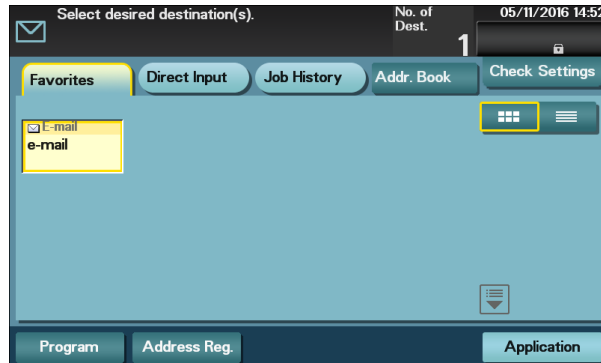 Select desired destination(s).
No. of
Dest.
1
05/11/2016 14:52
Favorites
Direct Input
Job History
Addr. Book
Check Settings
E-mail
e-mail
Program
Address Reg.
Application